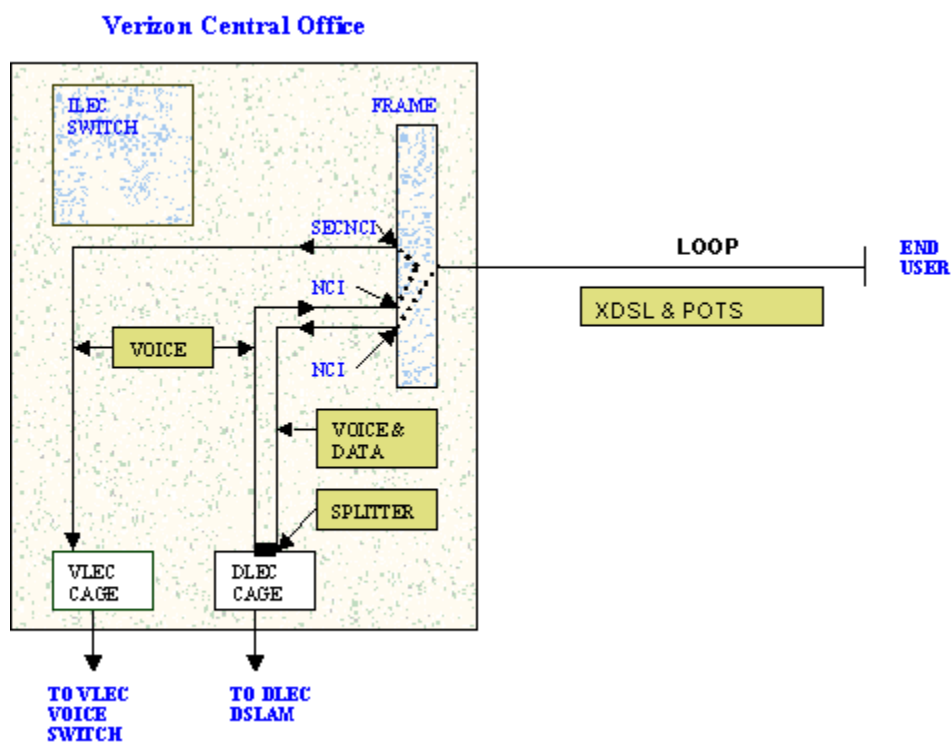 Verizon Central Office
ILEC
SWITCH
FRAME
SECNCI
LOOP
END
USER
NCI
XDSL & POTS
VOICE
NCI
VOICE &
DATA
SPLITTER
VLEC
CAGE
DLEC
CAGE
TO VLEC
VOICE
SWITCH
TO DLEC
DSLAM